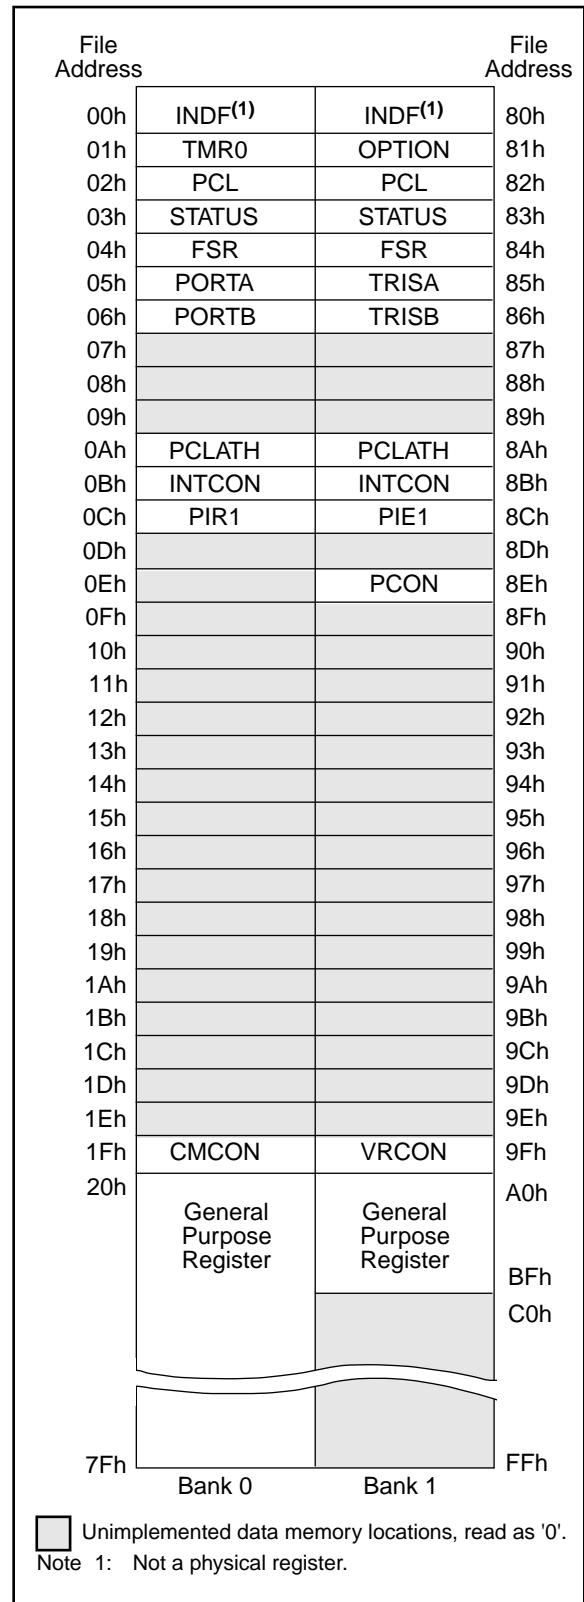 File Address File Address
00h INDF(1) INDF(1) 80h
01h TMR0 OPTION 81h
02h PCL PCL 82h
03h STATUS STATUS 83h
04h FSR FSR 84h
05h PORTA TRISA 85h
06h PORTB TRISB 86h
07h 87h
08h 88h
09h 89h
0Ah PCLATH PCLATH 8Ah
0Bh INTCON INTCON 8Bh
0Ch PIR1 PIE1 8Ch
0Dh 8Dh
0Eh PCON 8Eh
0Fh 8Fh
10h 90h
11h 91h
12h 92h
13h 93h
14h 94h
15h 95h
16h 96h
17h 97h
18h 98h
19h 99h
1Ah 9Ah
1Bh 9Bh
1Ch 9Ch
1Dh 9Dh
1Eh 9Eh
1Fh CMCON VRCON 9Fh
20h A0h
General General
Purpose Purpose
Register Register
BFh
C0h
7Fh FFh
Bank 0 Bank 1
Unimplemented data memory locations, read as '0'.
Note 1: Not a physical register.